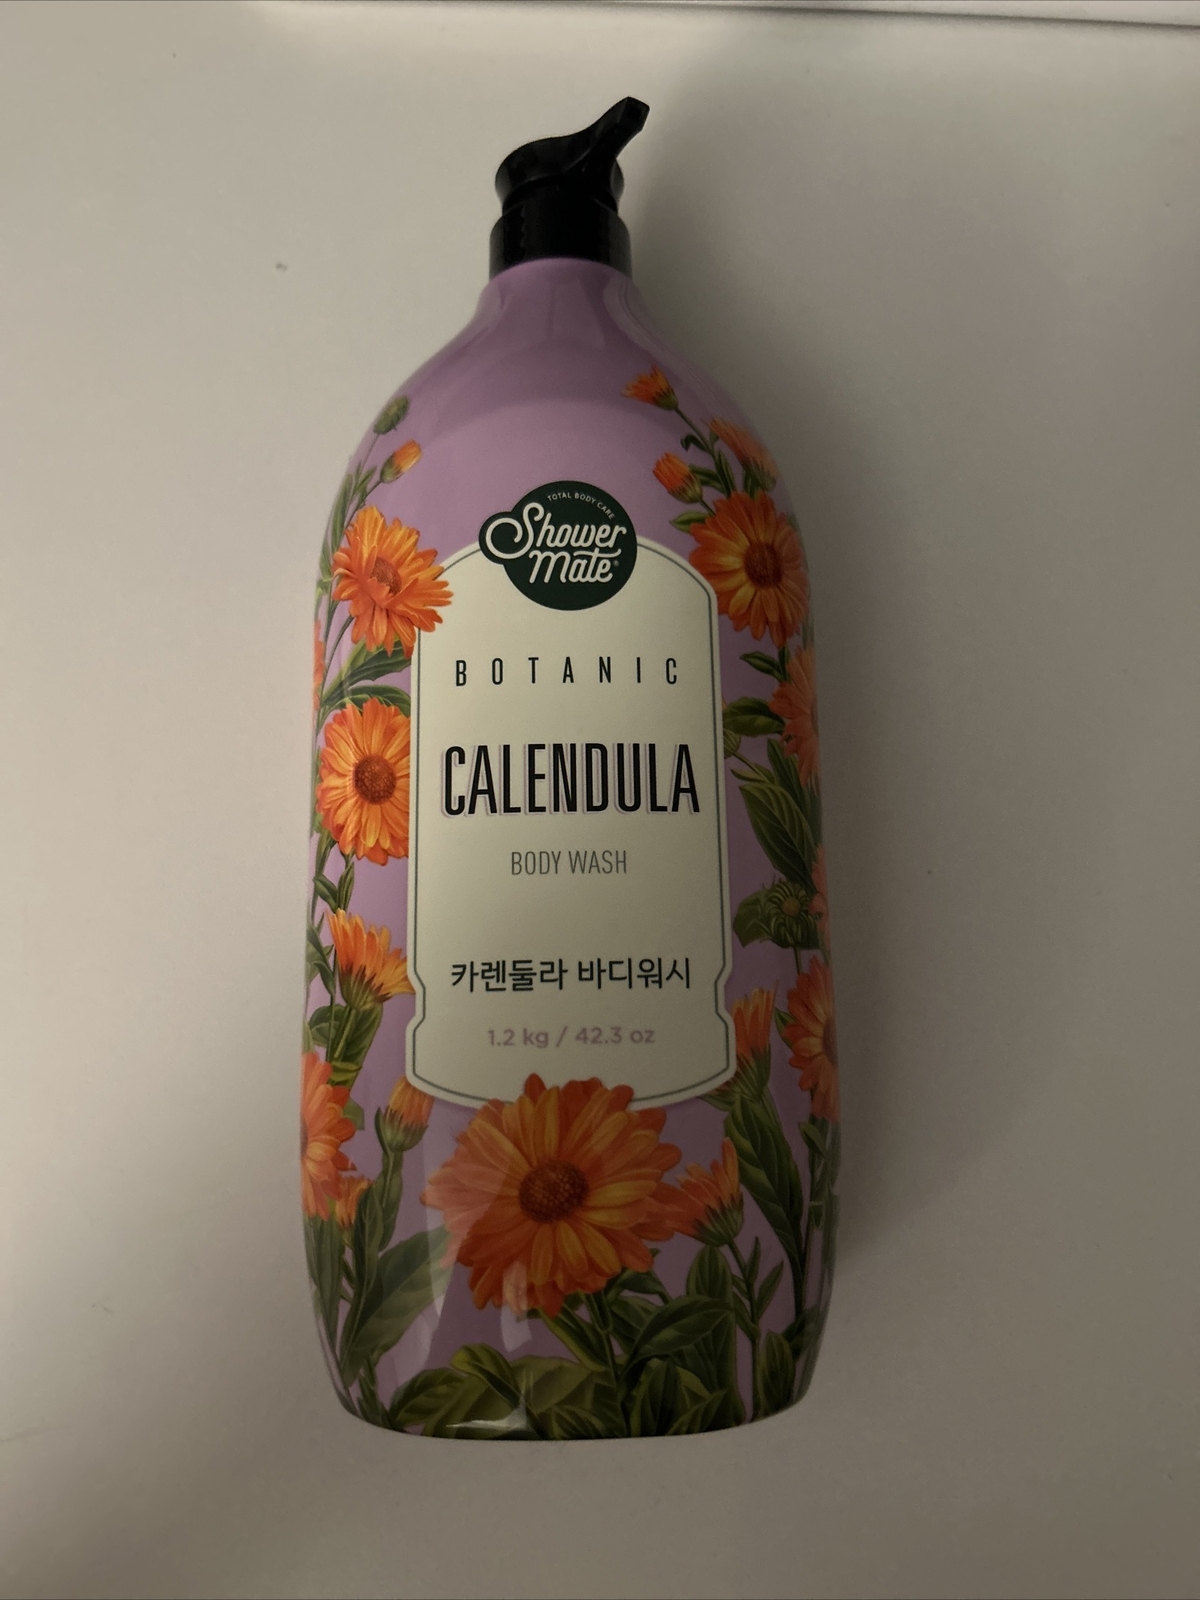 TOTAL BODY CARE
Shower
Mate
BOTANIC
CALENDULA
BODY WASH
카렌둘라 바디워시
1.2 kg / 42.3 oz